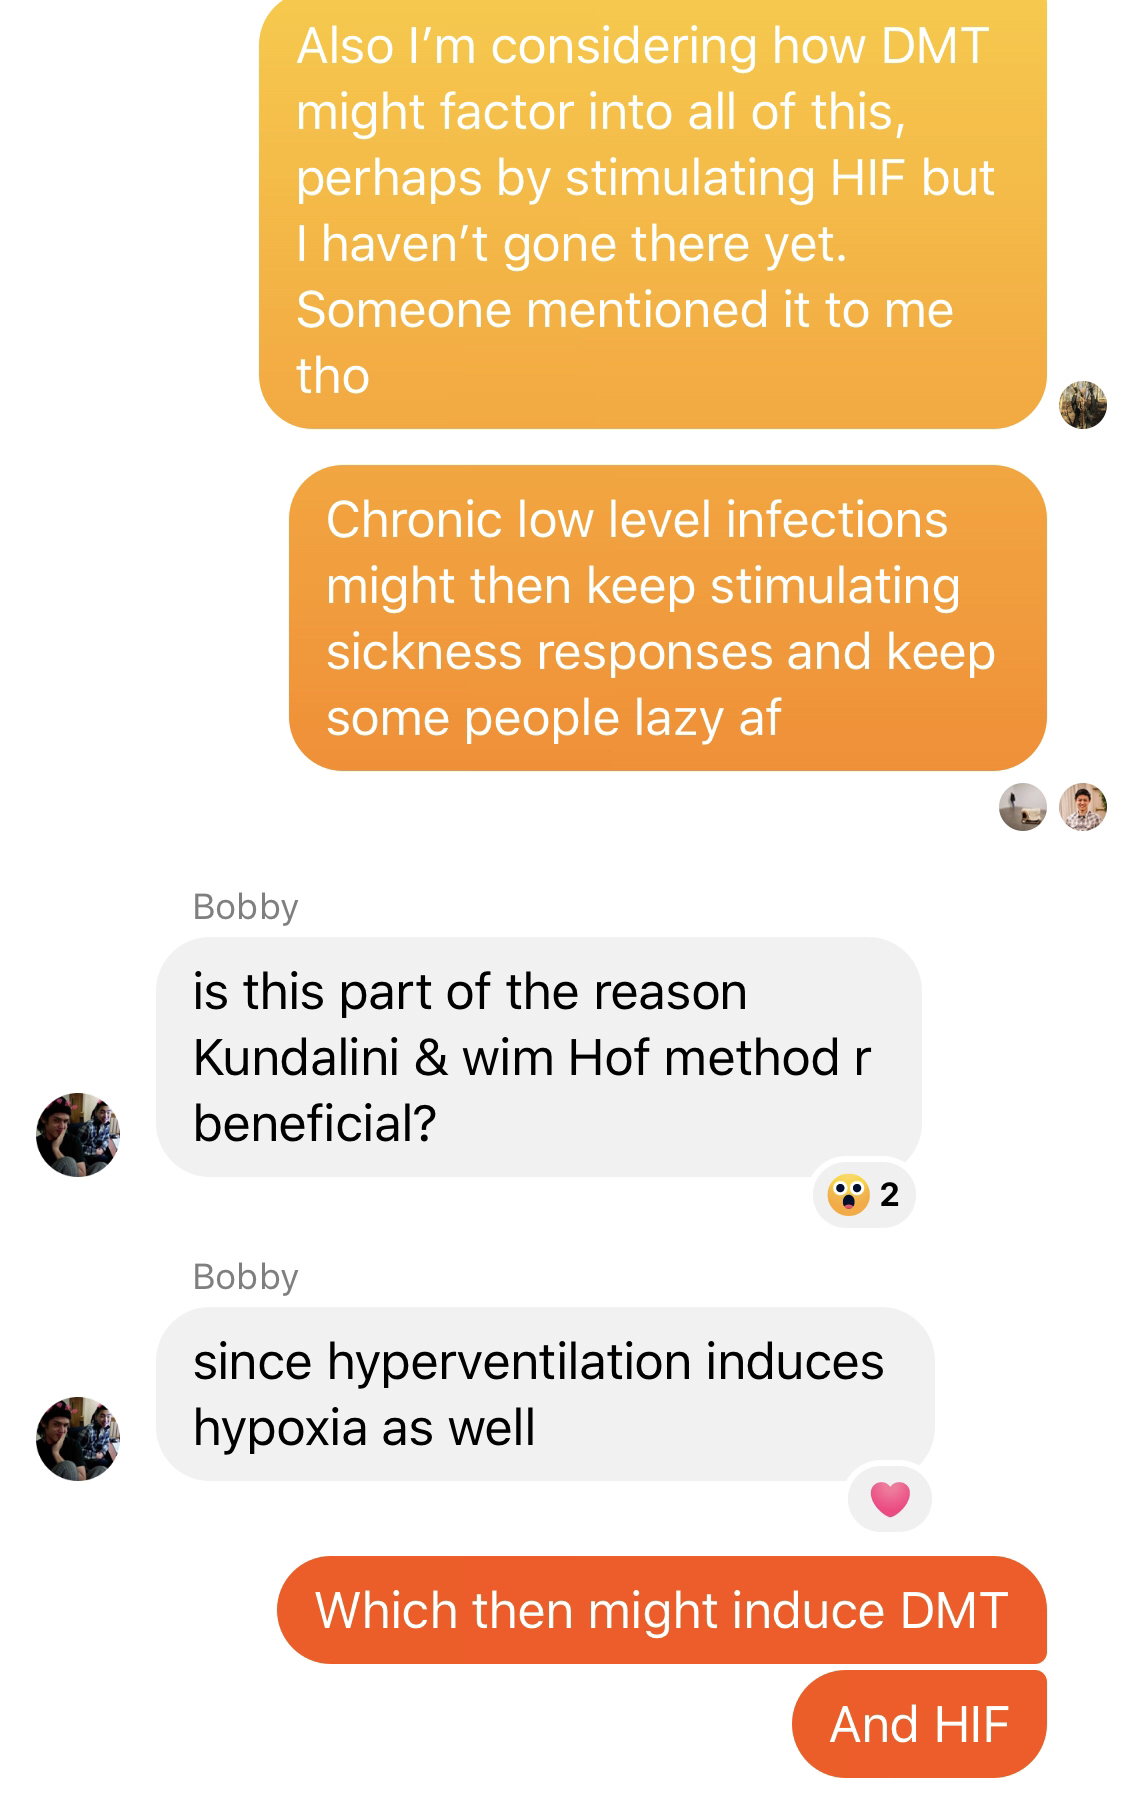 Also I’m considering how DMT
might factor into all of this,
perhaps by stimulating HIF but
I haven’t gone there yet.
Someone mentioned it to me
tho
Chronic low level infections
might then keep stimulating
sickness responses and keep
some people lazy af
Bobby
is this part of the reason
Kundalini & wim Hof method r
beneficial?
2
Bobby
since hyperventilation induces
hypoxia as well
Which then might induce DMT
And HIF